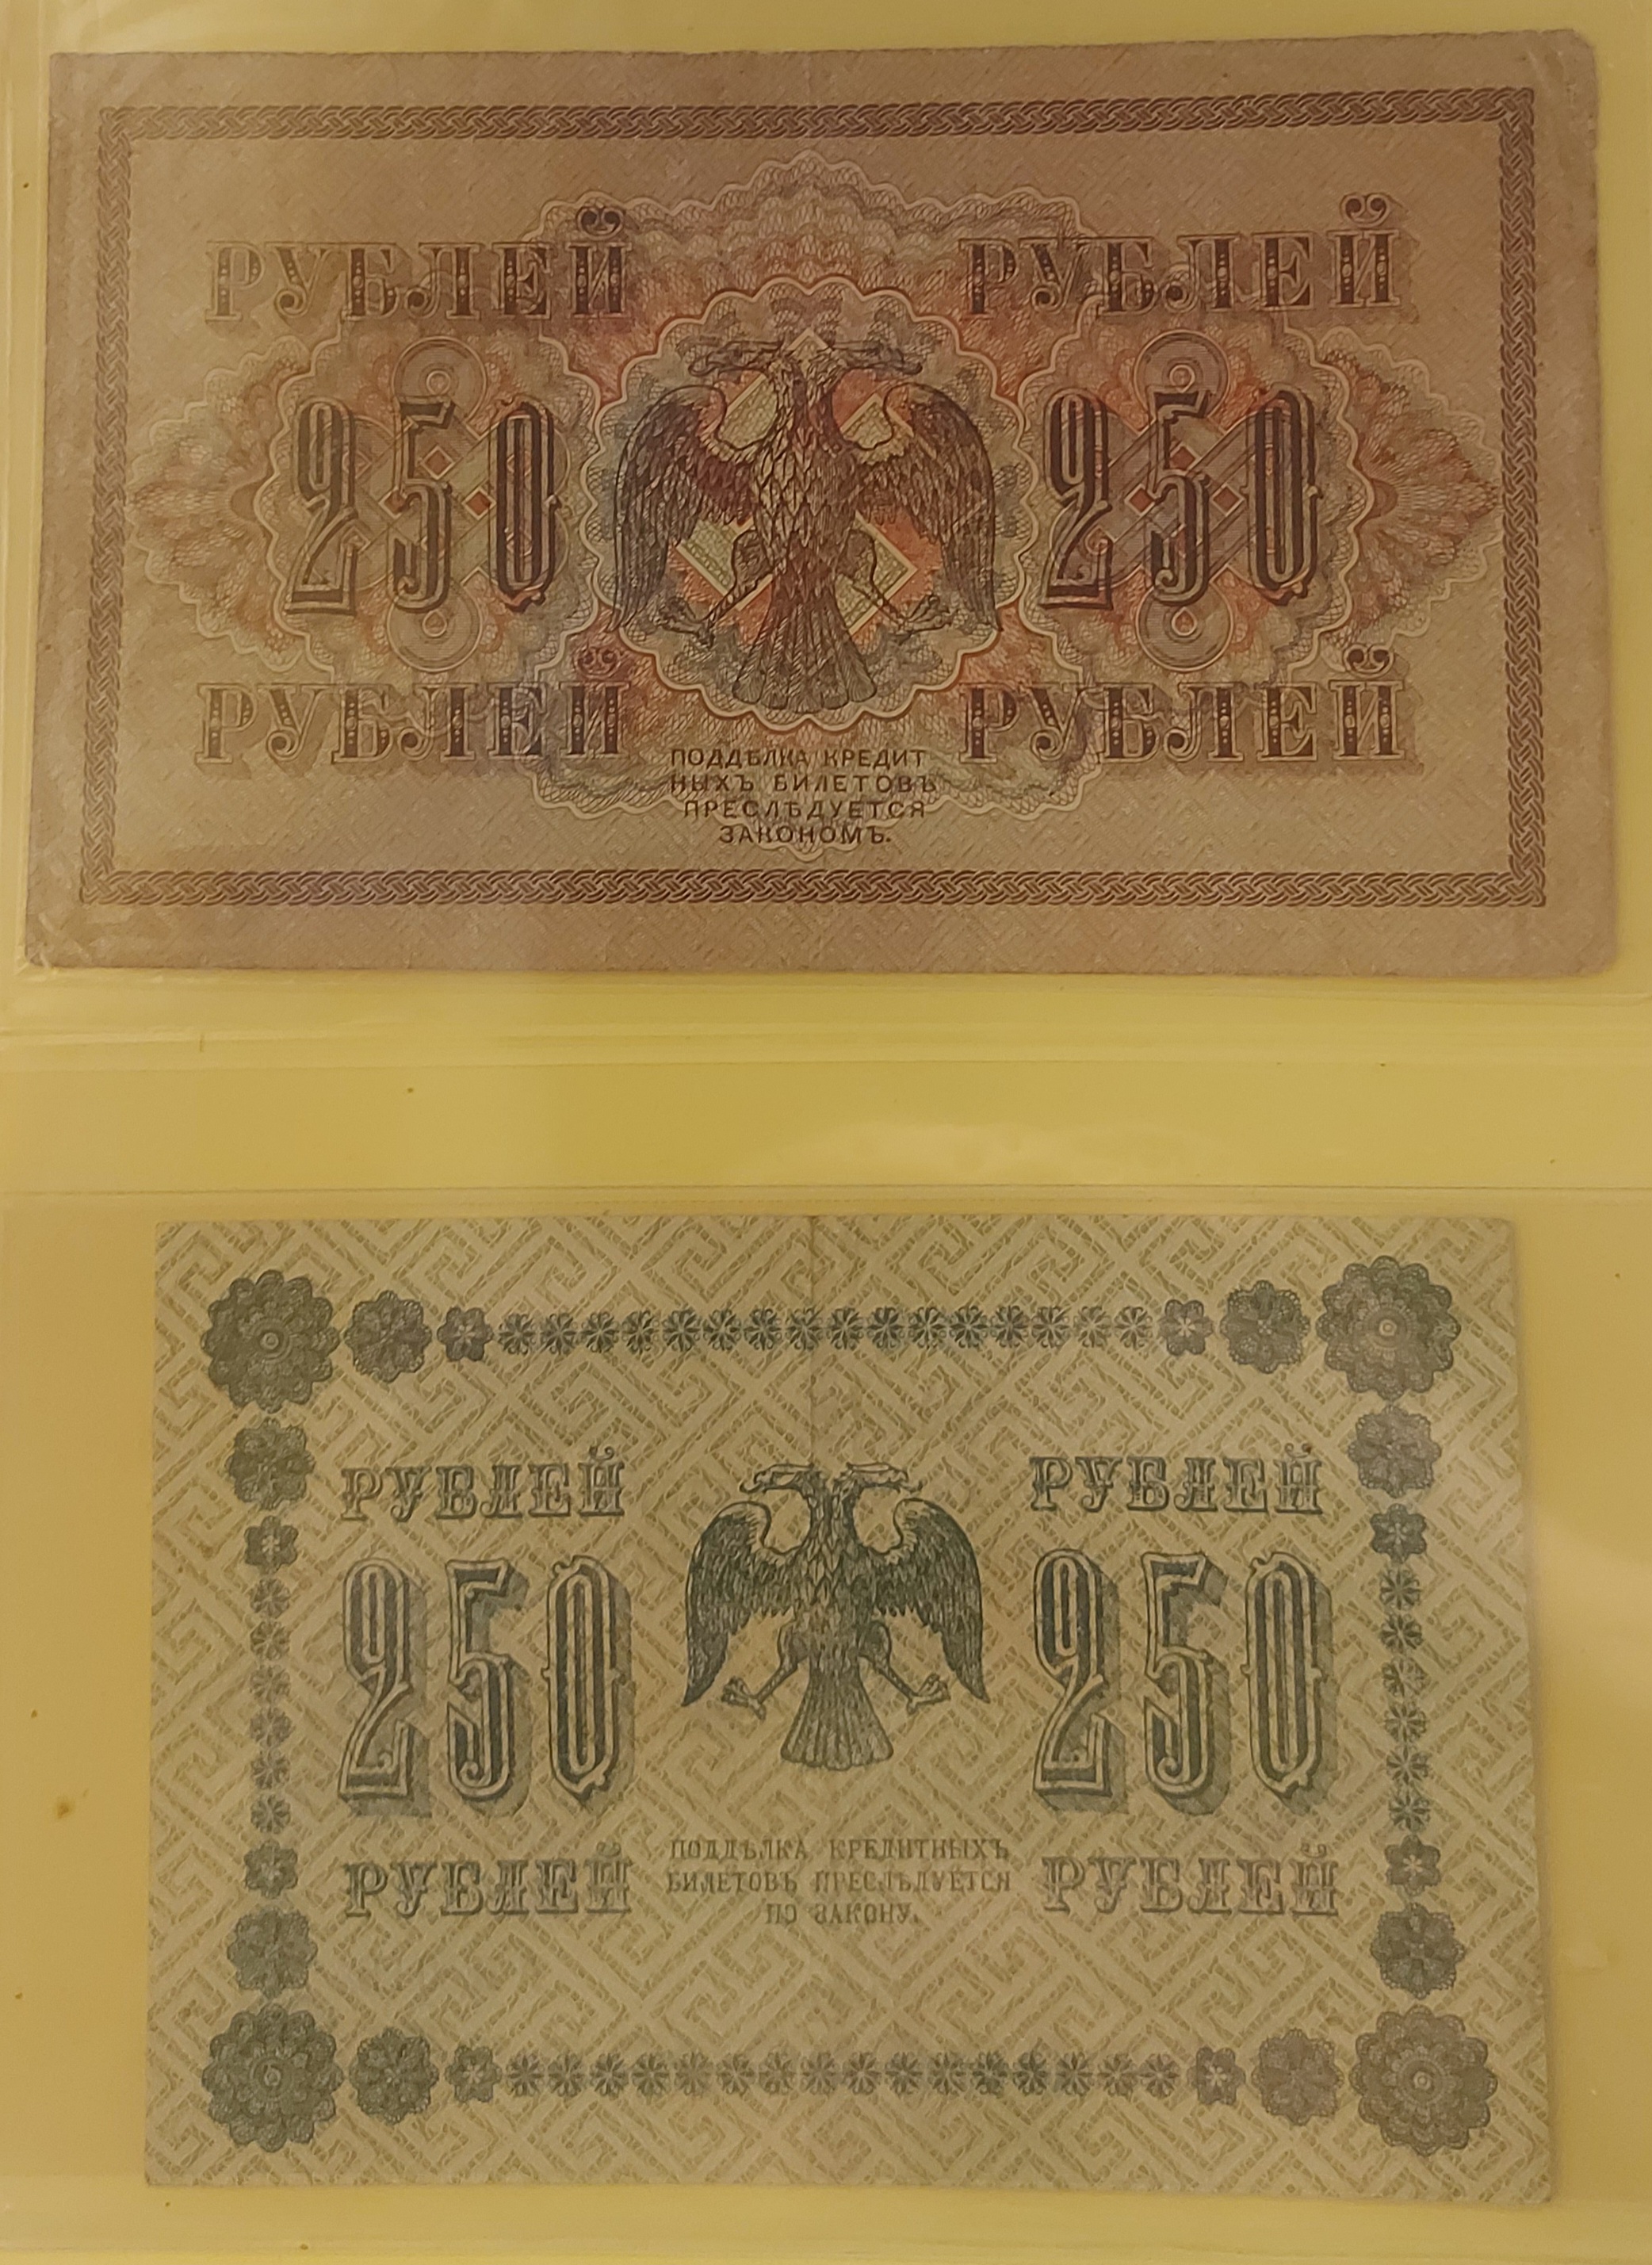 РУБЛЕЙ РУБЛЕЙ
250 250
РУБЛЕЙ РУБЛЕЙ
ПОДДѢЛКА КРЕДИТ
НЫХЪ БИЛЕТОВЪ
ПРЕСЛѢДУЕТСЯ
ЗАКОНОМЪ.
РУБЛЕЙ РУБЛЕЙ
250 250
РУБЛЕЙ РУБЛЕЙ
ПОДДѢЛКА КРЕДИТНЫХЪ
БИЛЕТОВЪ ПРЕСЛѢДУЕТСЯ
ПО ЗАКОНУ.